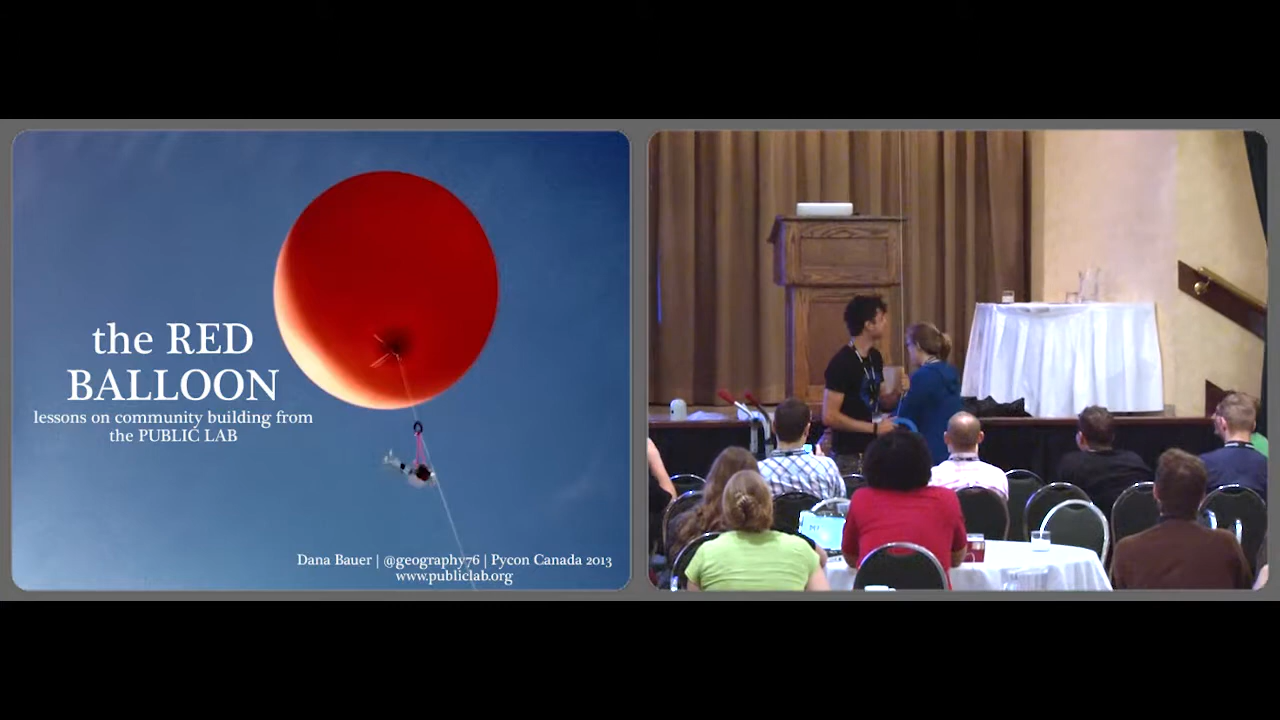 the RED
BALLOON
lessons on community building from
the PUBLIC LAB
Dana Bauer | @geography76 | Pycon Canada 2013
www.publiclab.org